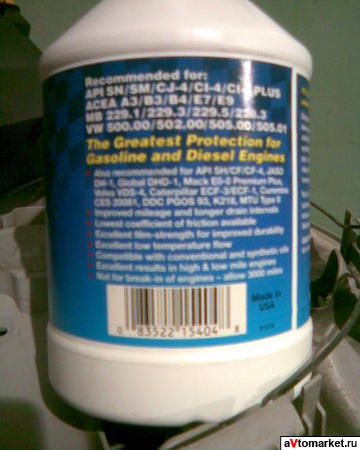 Recommended for:
API SN/SM/CJ-4/CI-4/CI-4 PLUS
ACEA A3/B3/B4/E7/E9
MB 229.1/229.3/229.5/228.3
VW 500.00/502.00/505.00/505.01
The Greatest Protection for
Gasoline and Diesel Engines
Also recommended for API SH/CF/CF-4, JASO
DH-1, Global DHD-1, Mack EO-O Premium Plus,
Volvo VDS-4, Caterpillar ECF-3/ECF-1, Cummins
CES 20081, DDC PGOS 93, K218, MTU Type II
Improved mileage and longer drain intervals
Lowest coefficient of friction available
Excellent film-strength for improved durability
Excellent low temperature flow
Compatible with conventional and synthetic oils
Excellent results in high & low mile engines
Not for break-in of engines - allow 3000 miles
Made in
USA
0 83522 15404 8
aVtomarket.ru